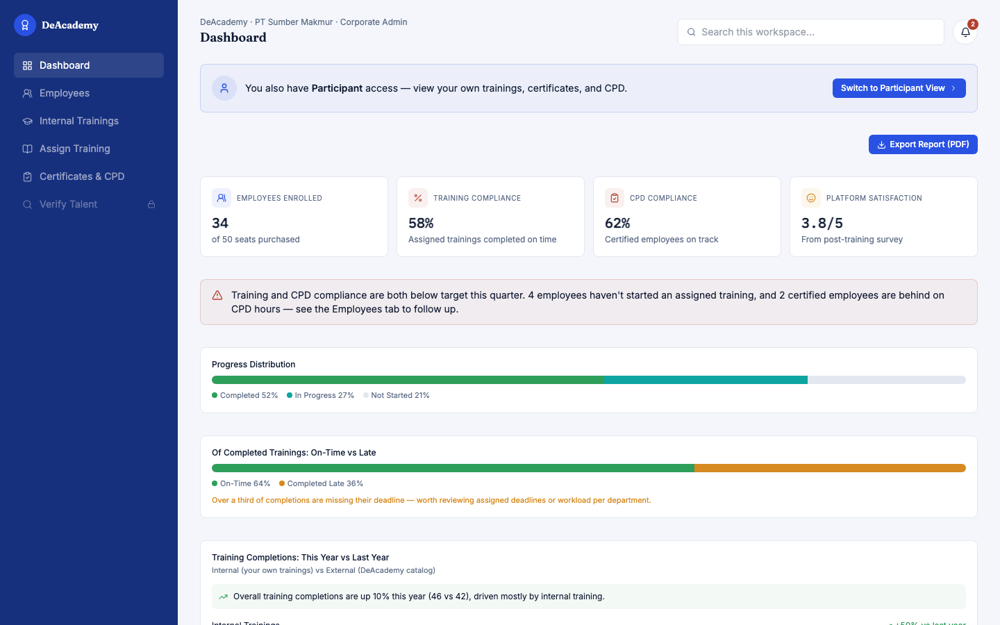 DeAcademy
Dashboard
Employees
Internal Trainings
Assign Training
Certificates & CPD
Verify Talent
DeAcademy · PT Sumber Makmur · Corporate Admin
Dashboard
Search this workspace...
2
You also have Participant access — view your own trainings, certificates, and CPD.
Switch to Participant View
Export Report (PDF)
EMPLOYEES ENROLLED
34
of 50 seats purchased
TRAINING COMPLIANCE
58%
Assigned trainings completed on time
CPD COMPLIANCE
62%
Certified employees on track
PLATFORM SATISFACTION
3.8/5
From post-training survey
Training and CPD compliance are both below target this quarter. 4 employees haven't started an assigned training, and 2 certified employees are behind on
CPD hours — see the Employees tab to follow up.
Progress Distribution
Completed 52% In Progress 27% Not Started 21%
Of Completed Trainings: On-Time vs Late
On-Time 64% Completed Late 36%
Over a third of completions are missing their deadline — worth reviewing assigned deadlines or workload per department.
Training Completions: This Year vs Last Year
Internal (your own trainings) vs External (DeAcademy catalog)
Overall training completions are up 10% this year (46 vs 42), driven mostly by internal training.
Internal Trainings +50% vs last year